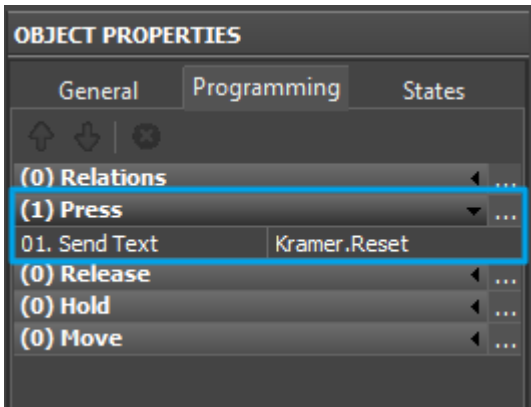 OBJECT PROPERTIES
General Programming States
(0) Relations ...
(1) Press ...
01. Send Text Kramer.Reset
(0) Release ...
(0) Hold ...
(0) Move ...